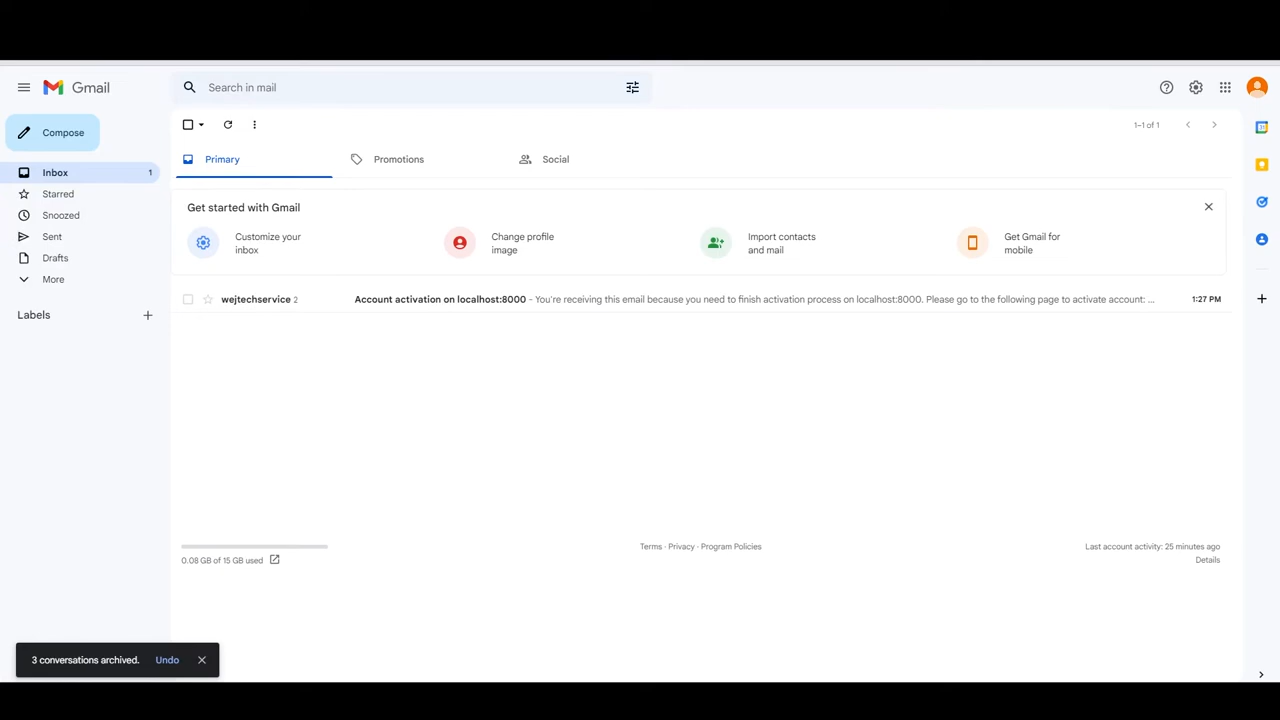 Gmail
Search in mail
Compose
1–1 of 1
Inbox 1
Primary
Promotions
Social
Starred
Snoozed
Sent
Drafts
More
Labels
Get started with Gmail
Customize your
inbox
Change profile
image
Import contacts
and mail
Get Gmail for
mobile
wejtechservice 2 Account activation on localhost:8000 - You're receiving this email because you need to finish activation process on localhost:8000. Please go to the following page to activate account: ... 1:27 PM
0.08 GB of 15 GB used
Terms · Privacy · Program Policies
Last account activity: 25 minutes ago
Details
3 conversations archived. Undo